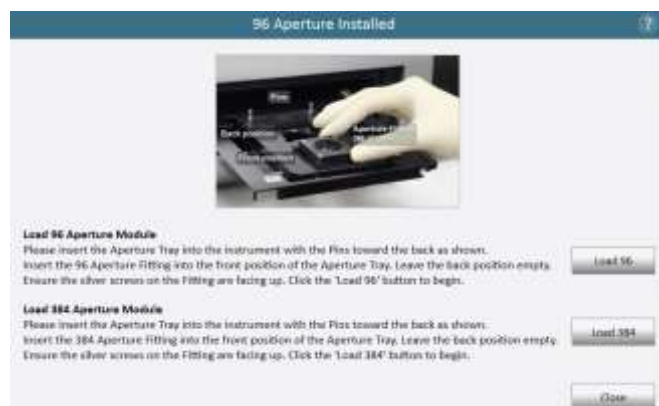 96 Aperture Installed
?
Pins
Back position
Front position
Load 96 Aperture Module
Please insert the Aperture Tray into the instrument with the Pins toward the back as shown.
Insert the 96 Aperture Fitting into the front position of the Aperture Tray. Leave the back position empty.
Ensure the silver screws on the Fitting are facing up. Click the 'Load 96' button to begin.
Load 96
Load 384 Aperture Module
Please insert the Aperture Tray into the instrument with the Pins toward the back as shown.
Insert the 384 Aperture Fitting into the front position of the Aperture Tray. Leave the back position empty.
Ensure the silver screws on the Fitting are facing up. Click the 'Load 384' button to begin.
Load 384
Close